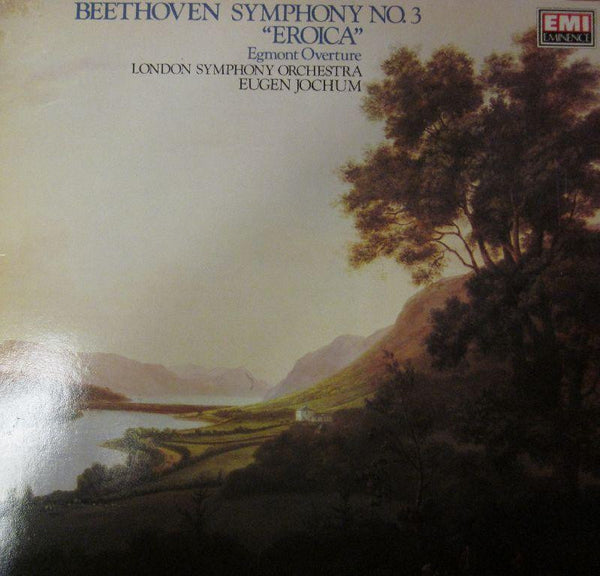 BEETHOVEN SYMPHONY NO. 3
"EROICA"
Egmont Overture
LONDON SYMPHONY ORCHESTRA
EUGEN JOCHUM
EMI
EMINENCE